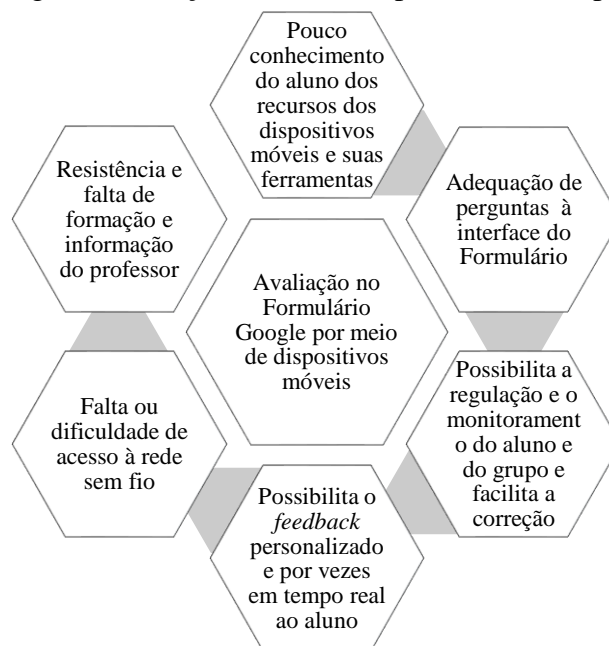 Pouco
conhecimento
do aluno dos
recursos dos
dispositivos
móveis e suas
ferramentas
Adequação de
perguntas à
interface do
Formulário
Possibilita a
regulação e o
monitorament
o do aluno e
do grupo e
facilita a
correção
Possibilita o
feedback
personalizado
e por vezes
em tempo real
ao aluno
Falta ou
dificuldade de
acesso à rede
sem fio
Resistência e
falta de
formação e
informação
do professor
Avaliação no
Formulário
Google por meio
de dispositivos
móveis